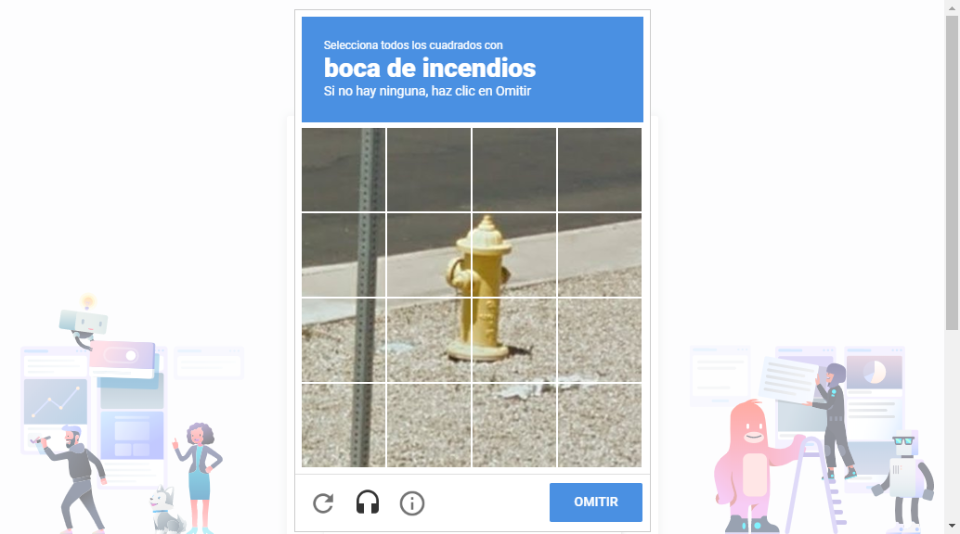 Selecciona todos los cuadrados con
boca de incendios
Si no hay ninguna, haz clic en Omitir
OMITIR